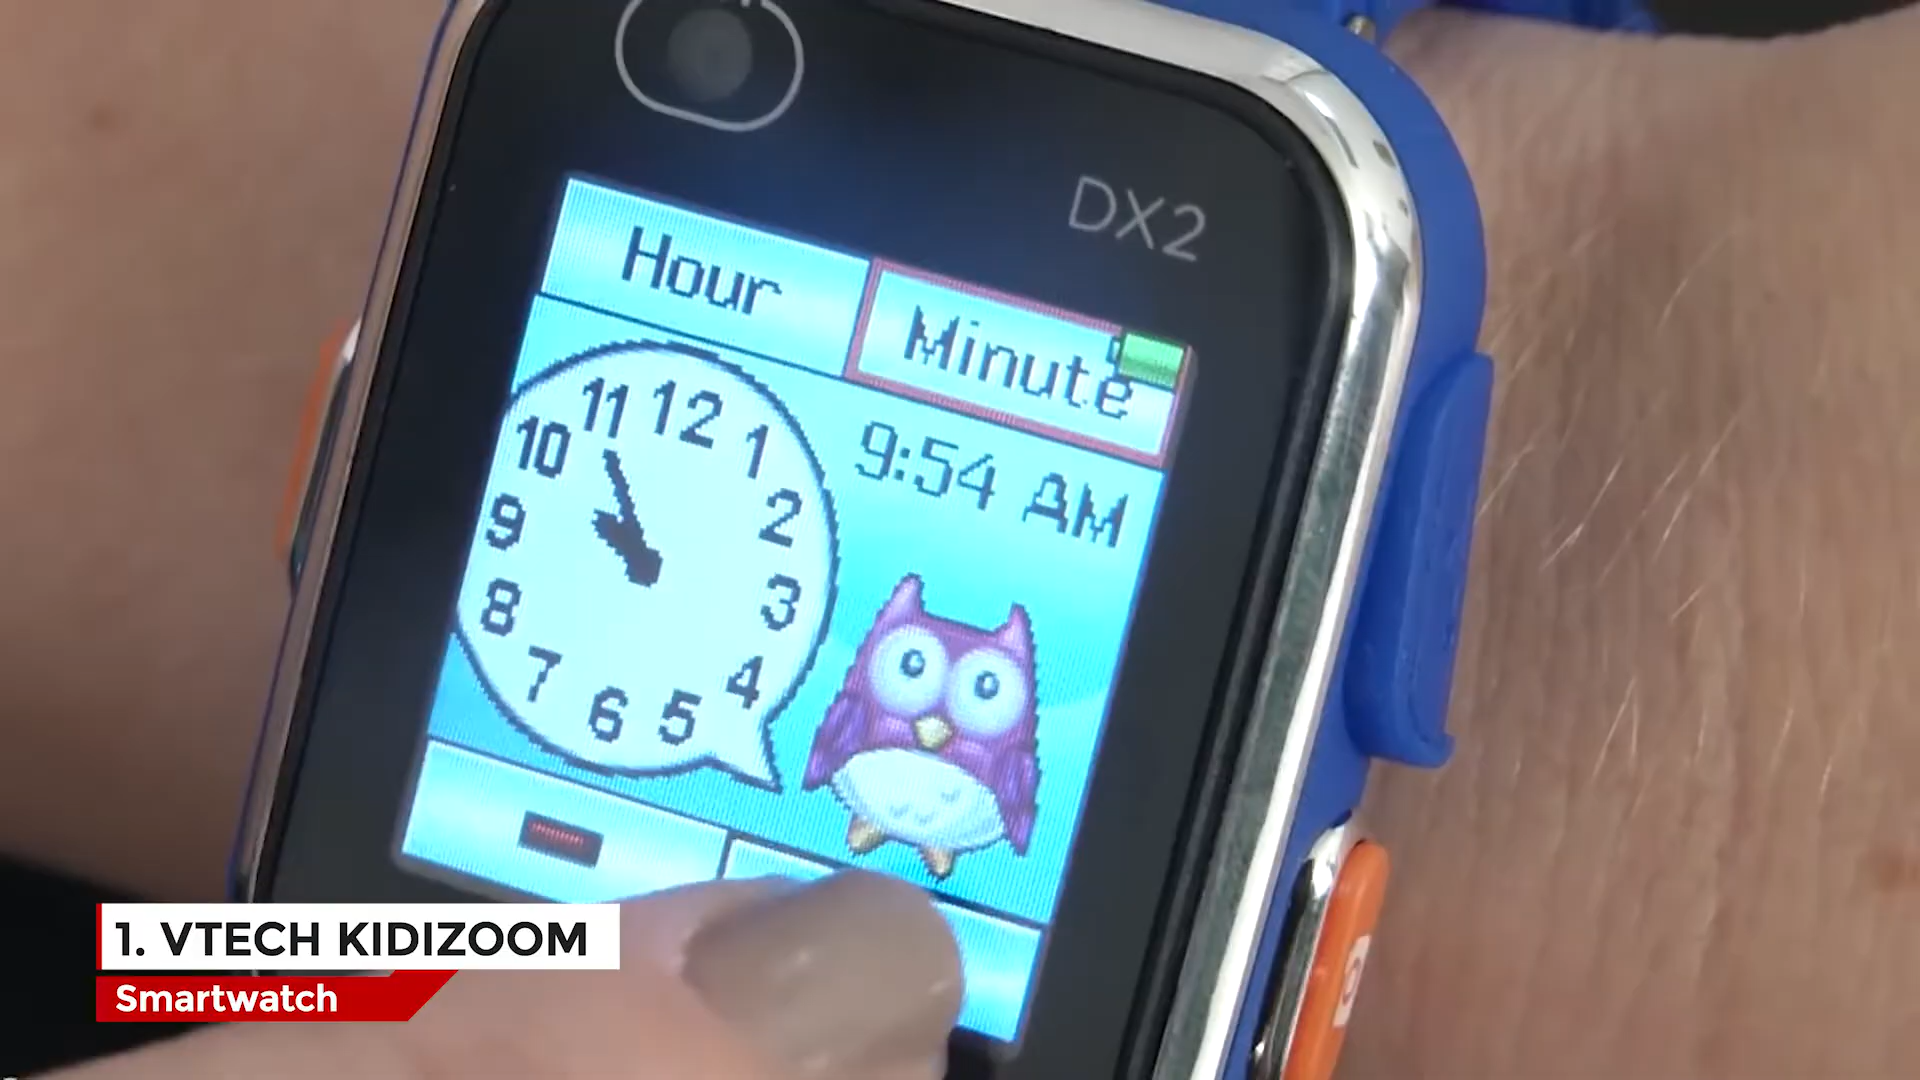 DX2
Hour
Minute
9:54 AM
11 12 1
10 2
9 3
8 4
7 6 5
1. VTECH KIDIZOOM
Smartwatch